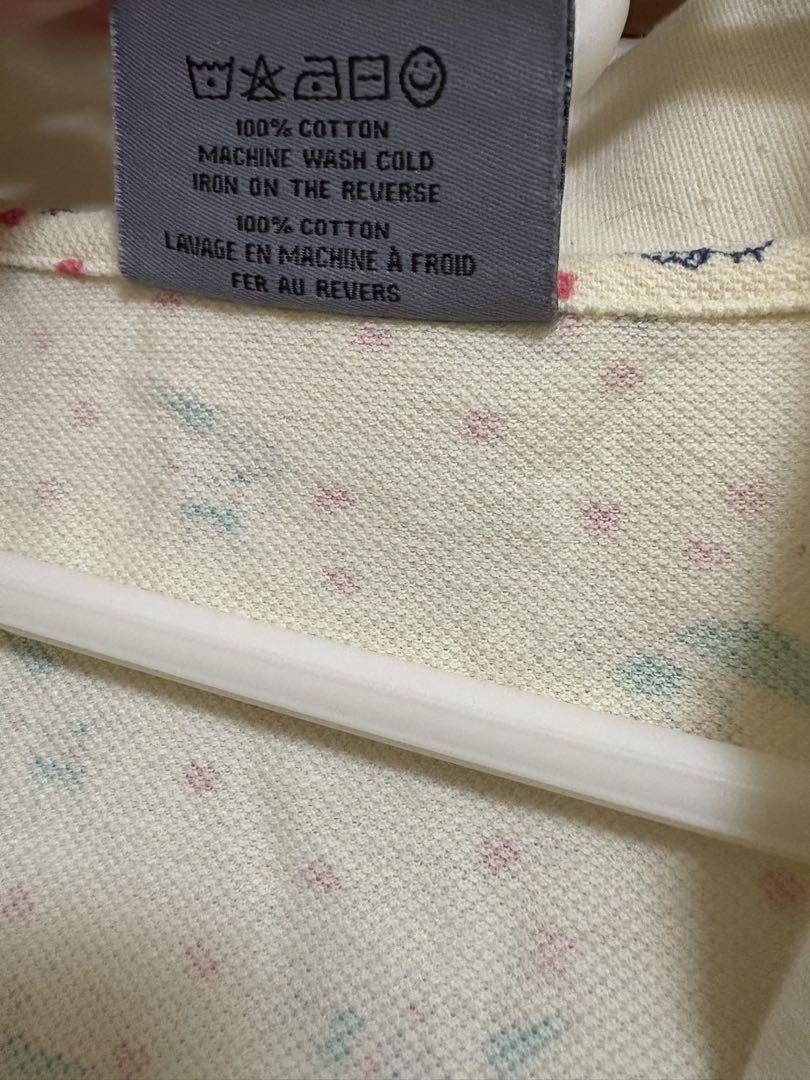 100% COTTON
MACHINE WASH COLD
IRON ON THE REVERSE
100% COTTON
LAVAGE EN MACHINE À FROID
FER AU REVERS